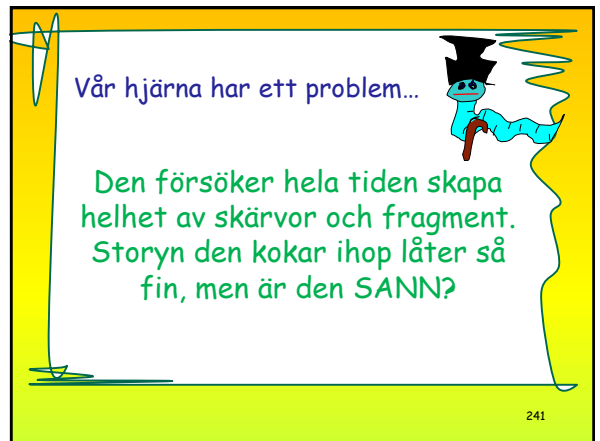 Vår hjärna har ett problem…
Den försöker hela tiden skapa
helhet av skärvor och fragment.
Storyn den kokar ihop låter så
fin, men är den SANN?
241